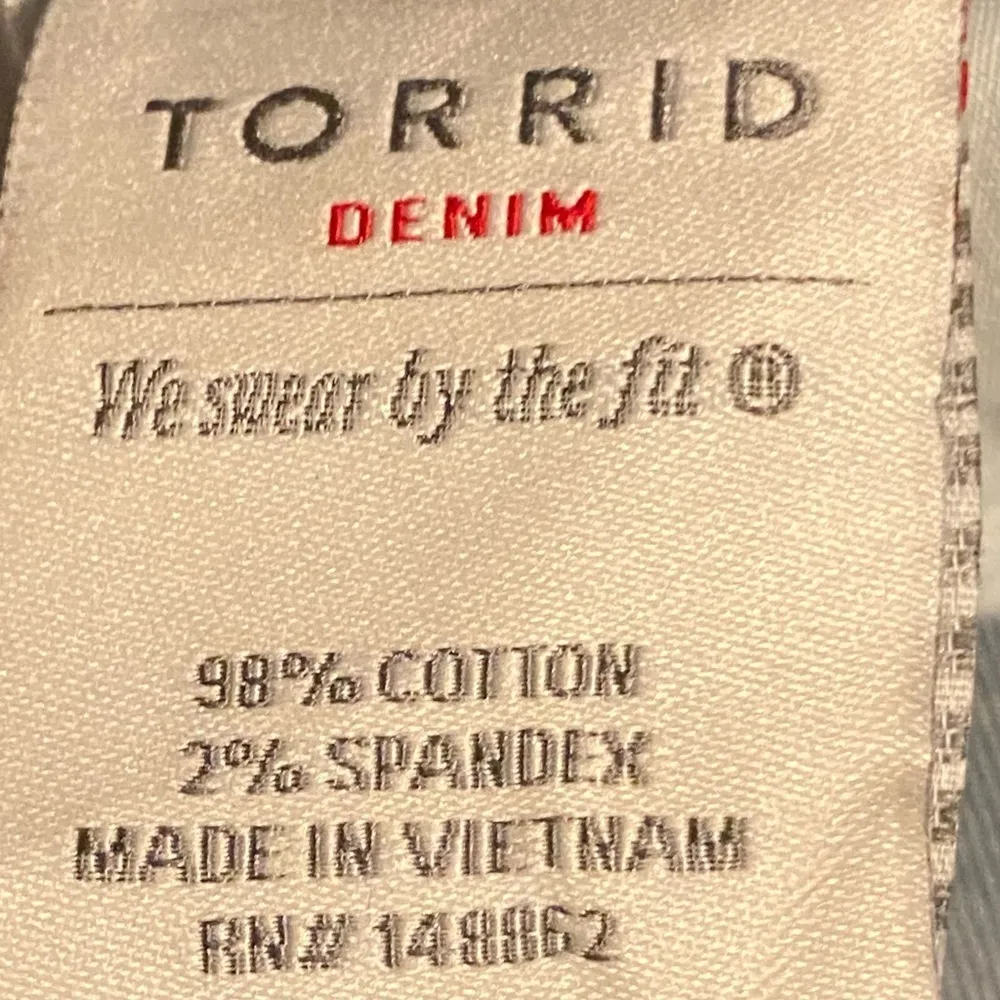 TORRID
DENIM
We swear by the fit ®
98% COTTON
2% SPANDEX
MADE IN VIETNAM
RN# 148862